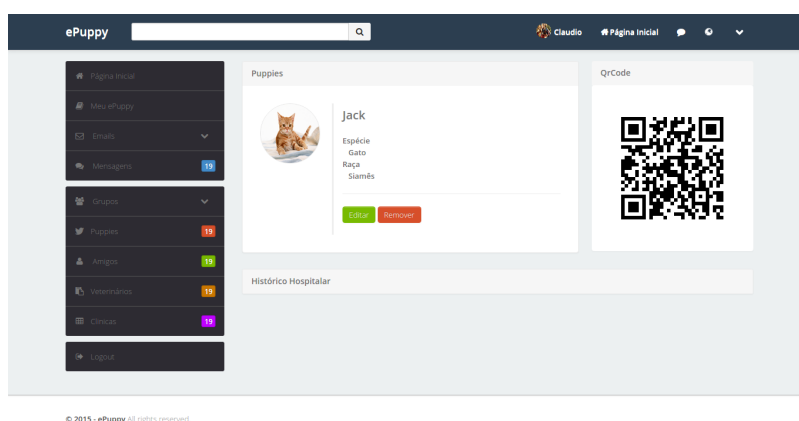 ePuppy
Claudio
Página Inicial
Página Inicial
Meu ePuppy
Emails
Mensagens 19
Grupos
Puppies 19
Amigos 19
Veterinários 19
Clínicas 19
Logout
Puppies
Jack
Espécie
Gato
Raça
Siamês
Editar
Remover
QrCode
Histórico Hospitalar
© 2015 - ePuppy All rights reserved